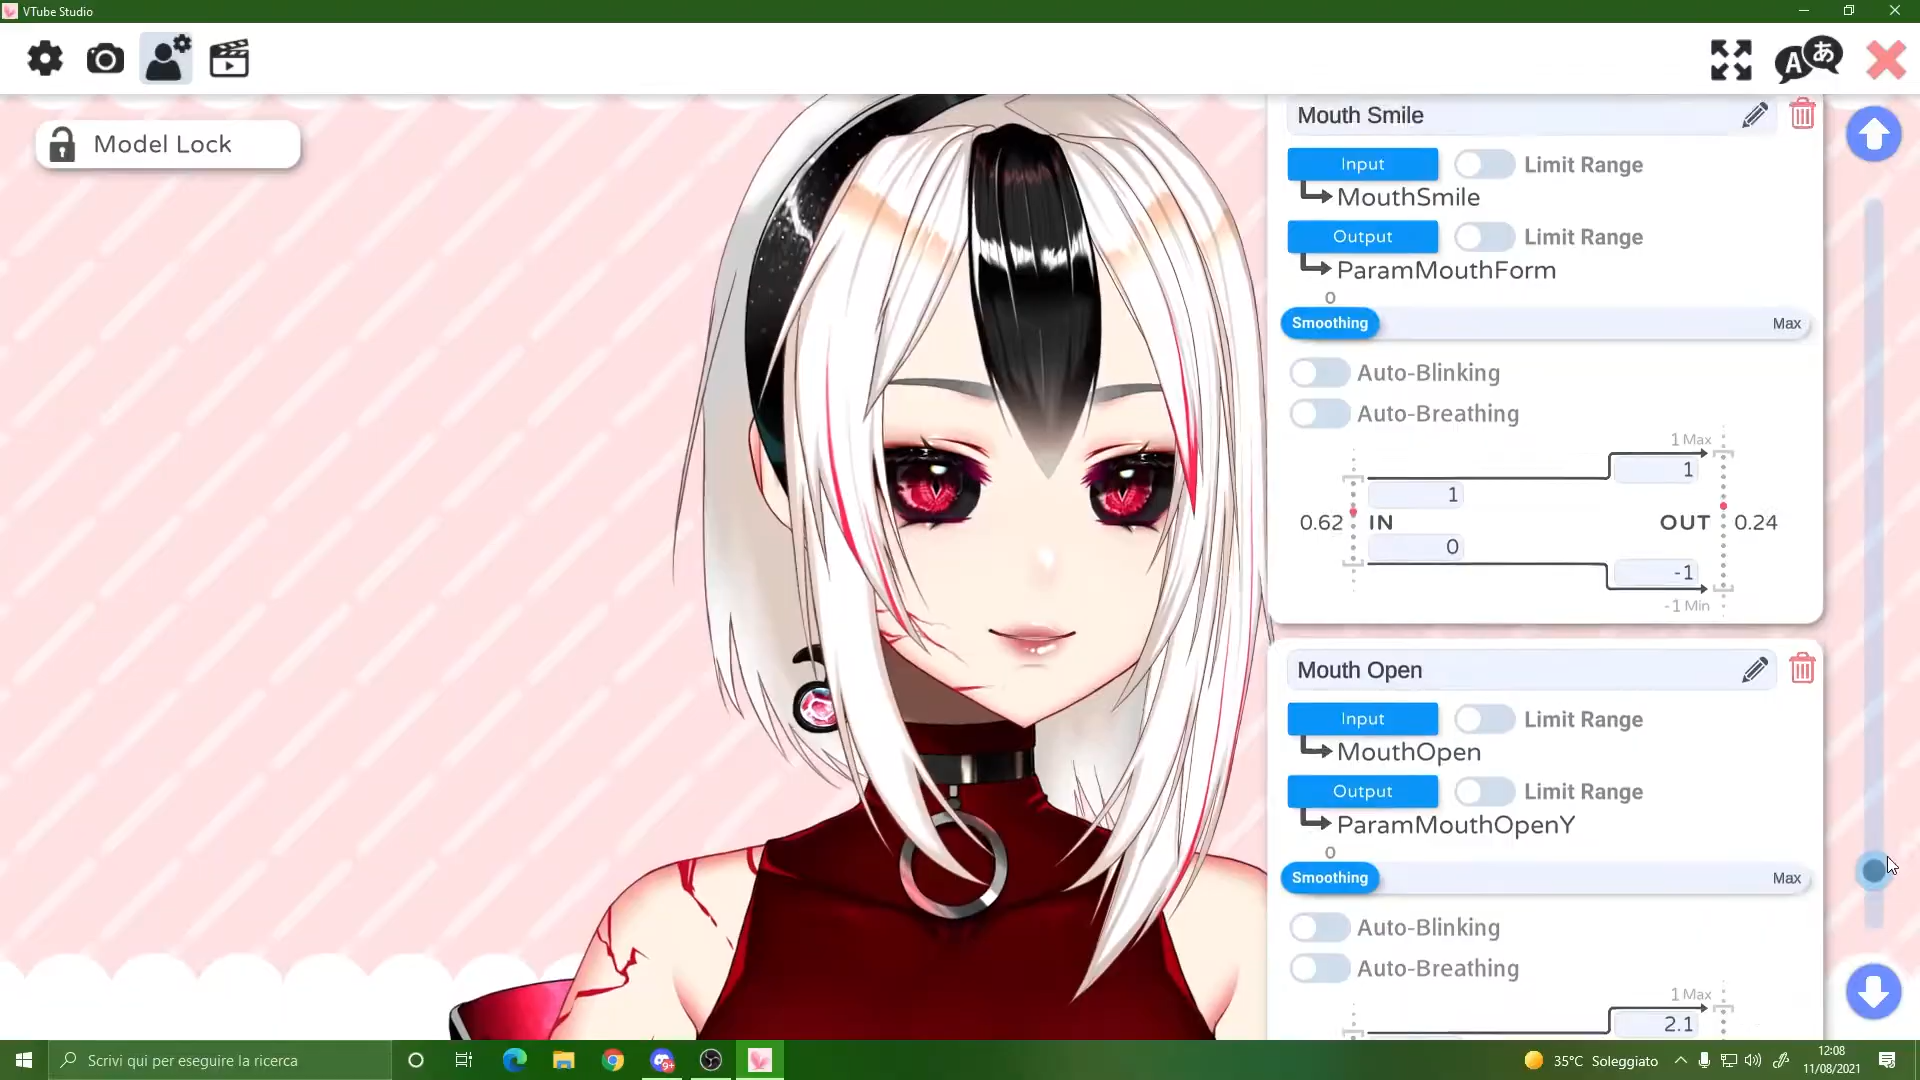 VTube Studio
A あ
Model Lock
Mouth Smile
Input
Limit Range
MouthSmile
Output
Limit Range
ParamMouthForm
0
Smoothing
Max
Auto-Blinking
Auto-Breathing
1 Max
1
1
0.62 IN
OUT 0.24
0
-1
-1 Min
Mouth Open
Input
Limit Range
MouthOpen
Output
Limit Range
ParamMouthOpenY
0
Smoothing
Max
Auto-Blinking
Auto-Breathing
1 Max
2.1
Scrivi qui per eseguire la ricerca
9+
35°C Soleggiato
12:08
11/08/2021